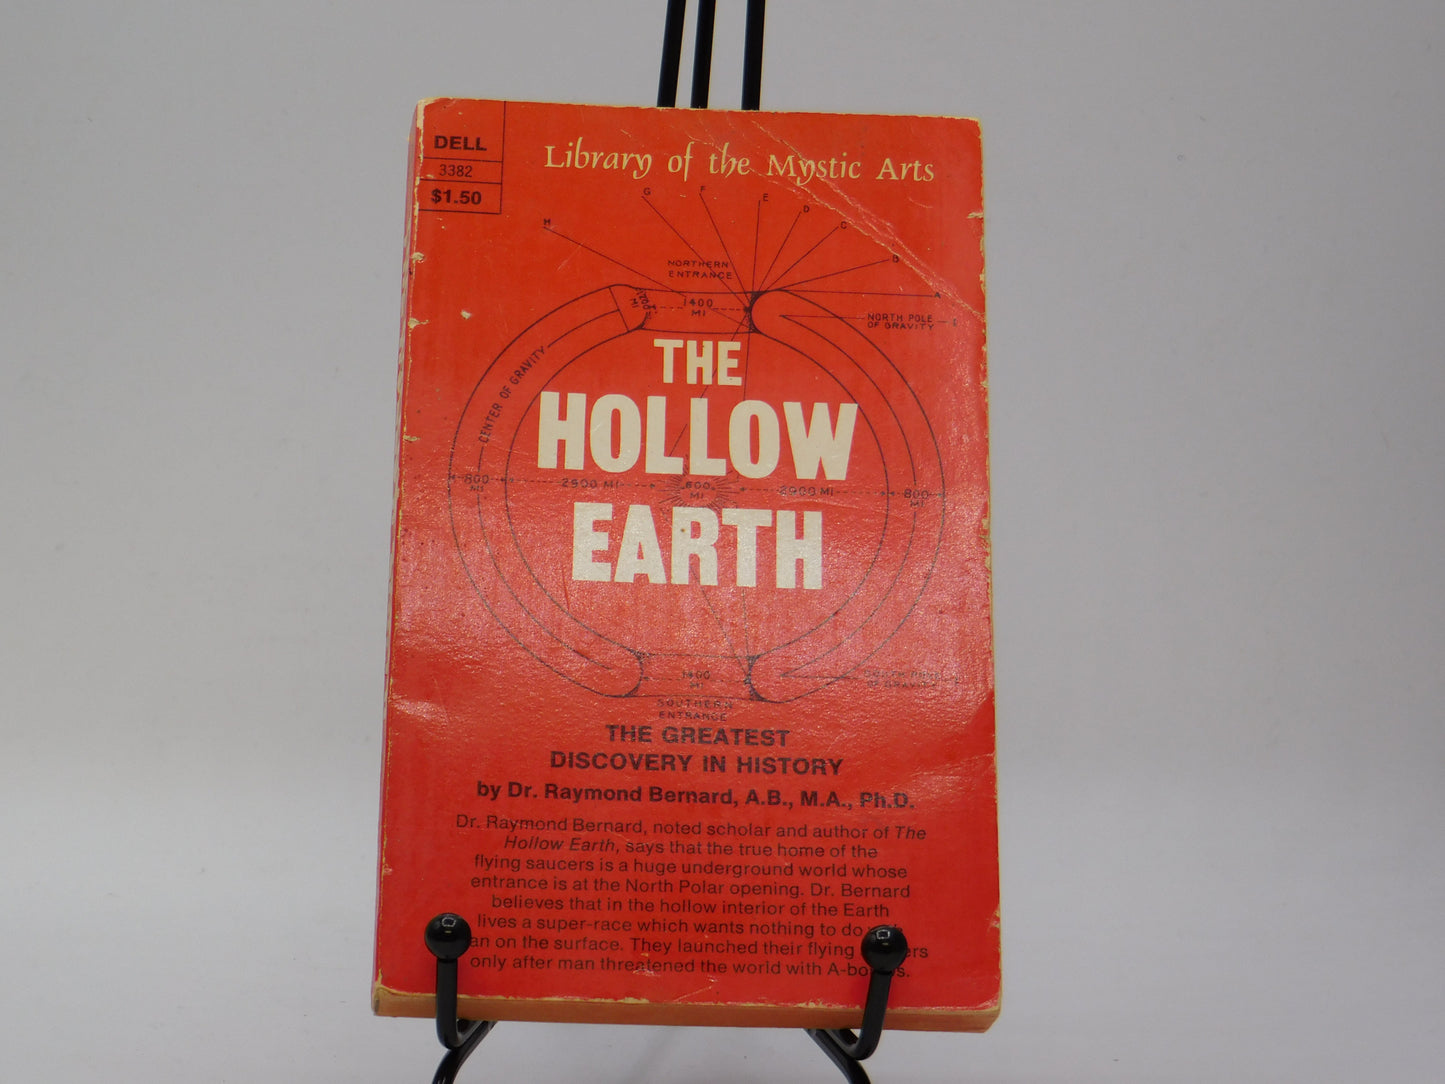 DELL
3382
$1.50
Library of the Mystic Arts
H
G
F
E
D
C
B
A
NORTHERN
ENTRANCE
1400
MI
NORTH POLE
OF GRAVITY
CENTER OF GRAVITY
THE
HOLLOW
800
MI
2900 MI
600
MI
2900 MI
800
MI
EARTH
1400
MI
SOUTHERN
ENTRANCE
THE GREATEST
DISCOVERY IN HISTORY
by Dr. Raymond Bernard, A.B., M.A., Ph.D.
Dr. Raymond Bernard, noted scholar and author of The
Hollow Earth, says that the true home of the
flying saucers is a huge underground world whose
entrance is at the North Polar opening. Dr. Bernard
believes that in the hollow interior of the Earth
lives a super-race which wants nothing to do
on the surface. They launched their flying
only after man threatened the world with